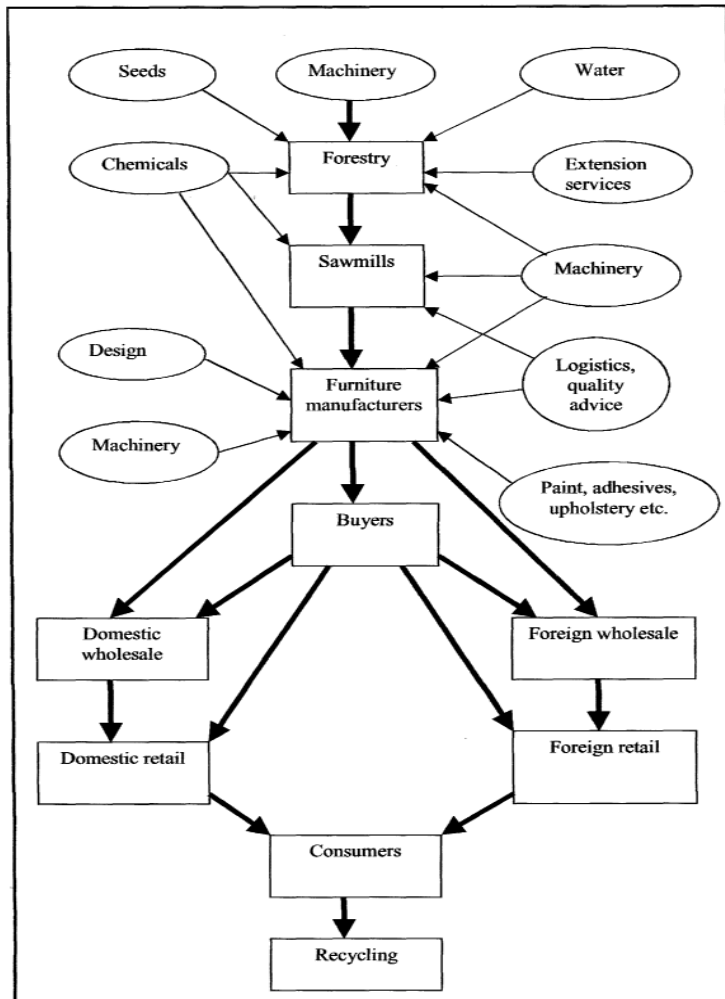 Seeds
Machinery
Water
Forestry
Chemicals
Extension
services
Sawmills
Machinery
Design
Furniture
manufacturers
Logistics,
quality
advice
Machinery
Paint, adhesives,
upholstery etc.
Buyers
Domestic
wholesale
Foreign wholesale
Domestic retail
Foreign retail
Consumers
Recycling